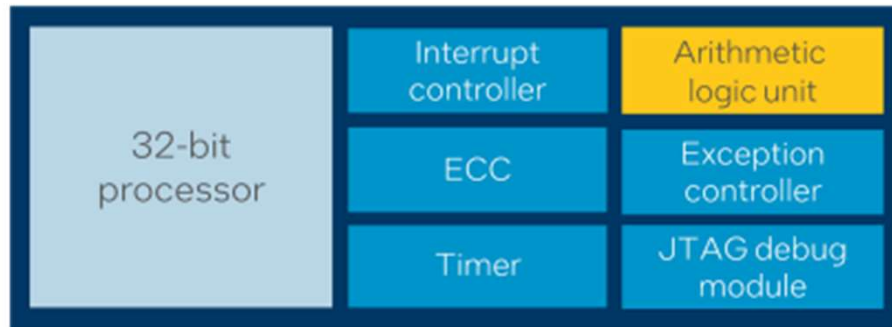 32-bit
processor
Interrupt
controller
Arithmetic
logic unit
ECC
Exception
controller
Timer
JTAG debug
module